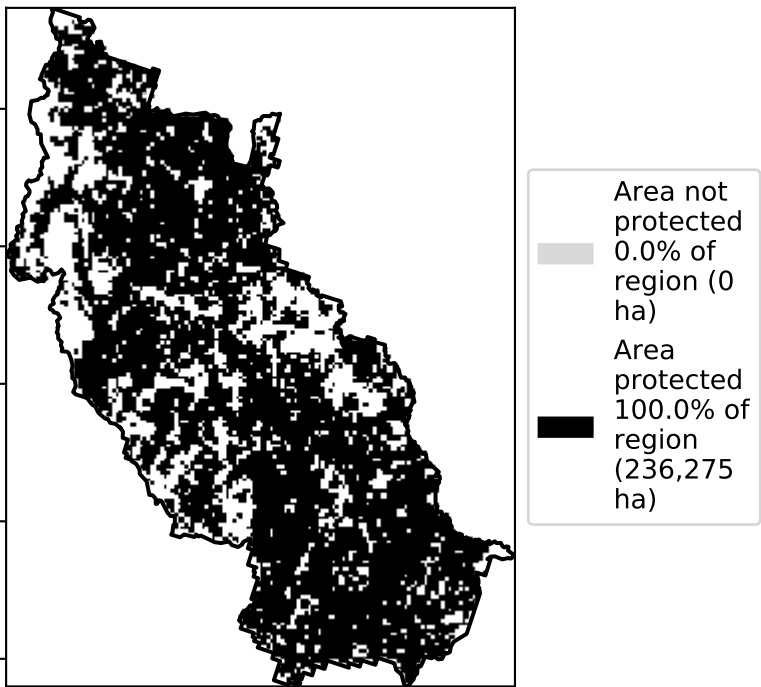 Area not
protected
0.0% of
region (0
ha)
Area
protected
100.0% of
region
(236,275
ha)